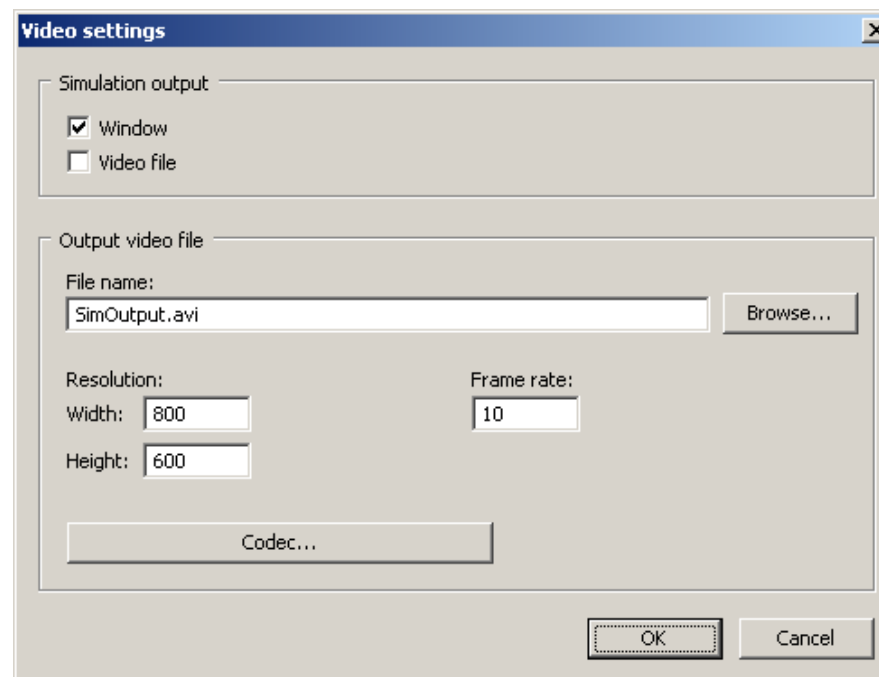 Video settings
Simulation output
Window
Video file
Output video file
File name:
SimOutput.avi
Browse...
Resolution:
Frame rate:
Width: 800
10
Height: 600
Codec...
OK
Cancel